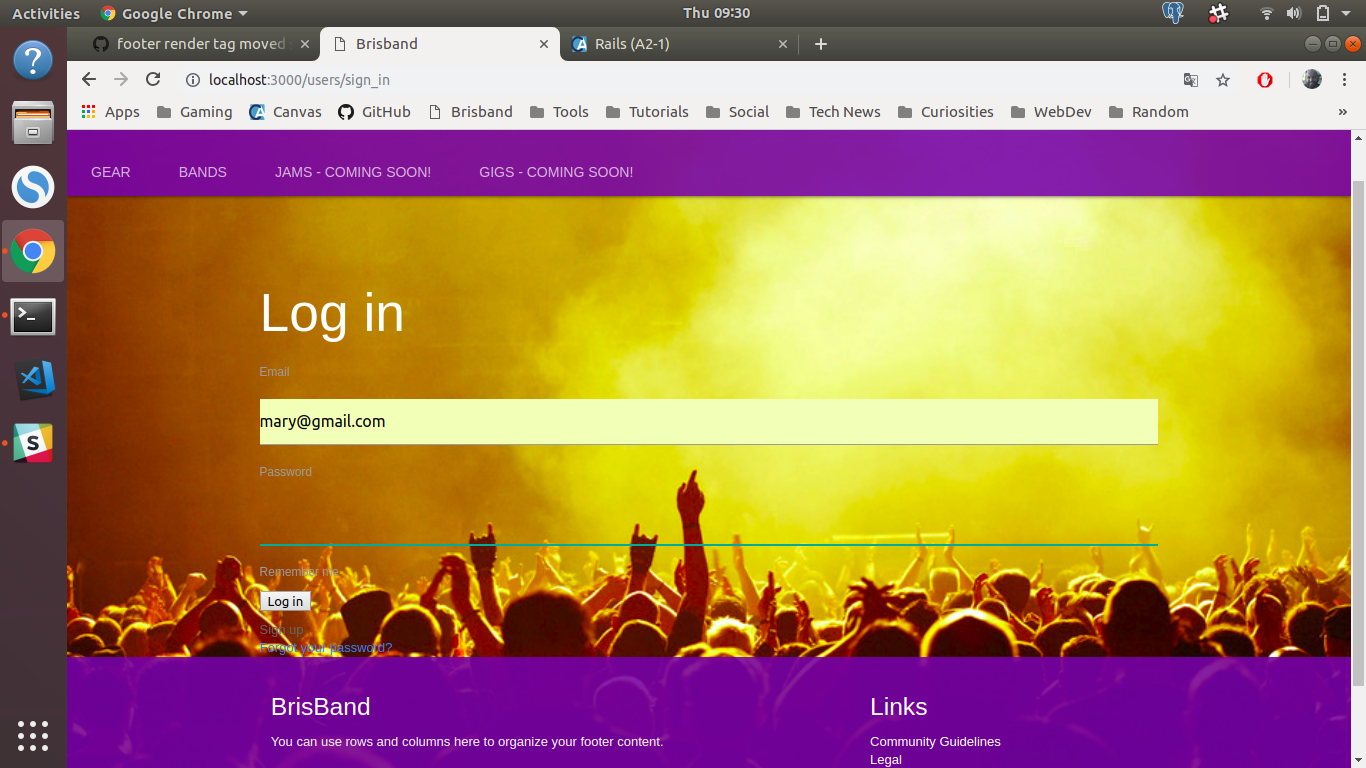 Activities Google Chrome Thu 09:30
footer render tag moved Brisband Rails (A2-1)
localhost:3000/users/sign_in
Apps Gaming Canvas GitHub Brisband Tools Tutorials Social Tech News Curiosities WebDev Random »
GEAR BANDS JAMS - COMING SOON! GIGS - COMING SOON!
Log in
Email
mary@gmail.com
Password
Remember me
Log in
Sign up
Forgot your password?
BrisBand Links
You can use rows and columns here to organize your footer content. Community Guidelines
Legal